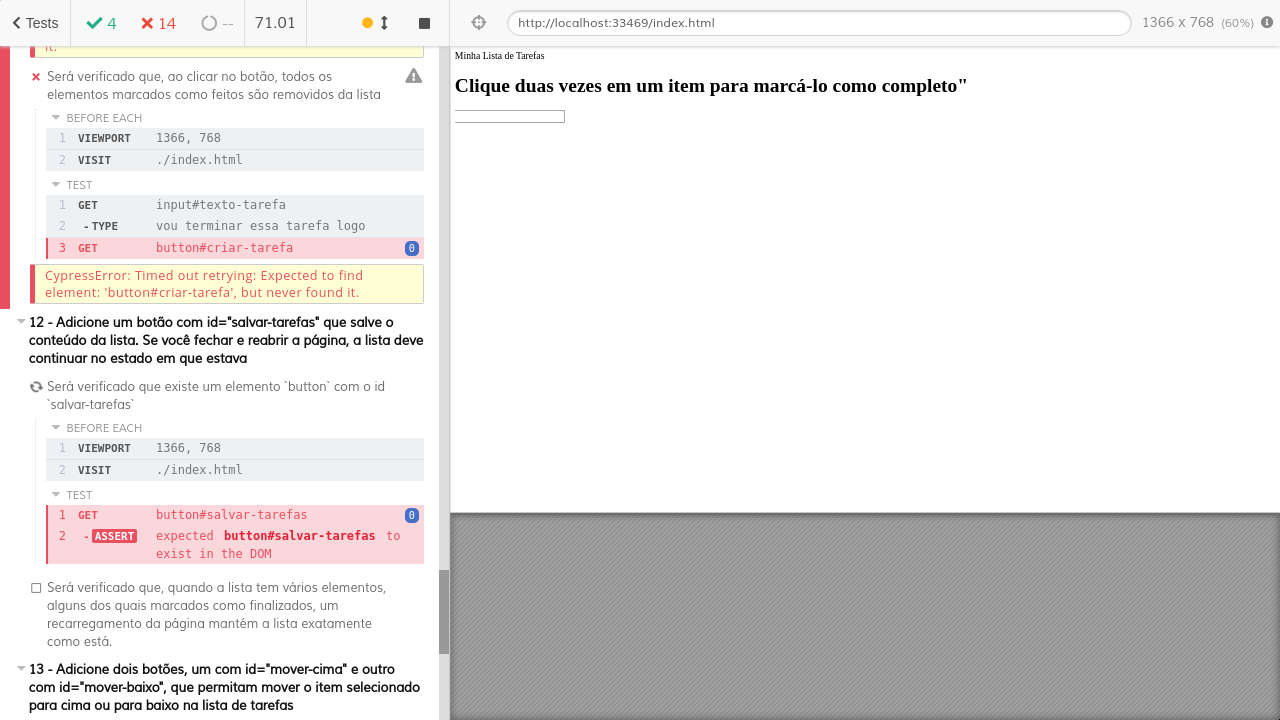 Tests
4
14
--
71.01
http://localhost:33469/index.html
1366 x 768 (60%)
it.
Será verificado que, ao clicar no botão, todos os
elementos marcados como feitos são removidos da lista
BEFORE EACH
1 VIEWPORT 1366, 768
2 VISIT ./index.html
TEST
1 GET input#texto-tarefa
2 -TYPE vou terminar essa tarefa logo
3 GET button#criar-tarefa 0
CypressError: Timed out retrying: Expected to find
element: 'button#criar-tarefa', but never found it.
12 - Adicione um botão com id="salvar-tarefas" que salve o
conteúdo da lista. Se você fechar e reabrir a página, a lista deve
continuar no estado em que estava
Será verificado que existe um elemento `button` com o id
`salvar-tarefas`
BEFORE EACH
1 VIEWPORT 1366, 768
2 VISIT ./index.html
TEST
1 GET button#salvar-tarefas 0
2 -ASSERT expected button#salvar-tarefas to
exist in the DOM
Será verificado que, quando a lista tem vários elementos,
alguns dos quais marcados como finalizados, um
recarregamento da página mantém a lista exatamente
como está.
13 - Adicione dois botões, um com id="mover-cima" e outro
com id="mover-baixo", que permitam mover o item selecionado
para cima ou para baixo na lista de tarefas
Minha Lista de Tarefas
Clique duas vezes em um item para marcá-lo como completo"